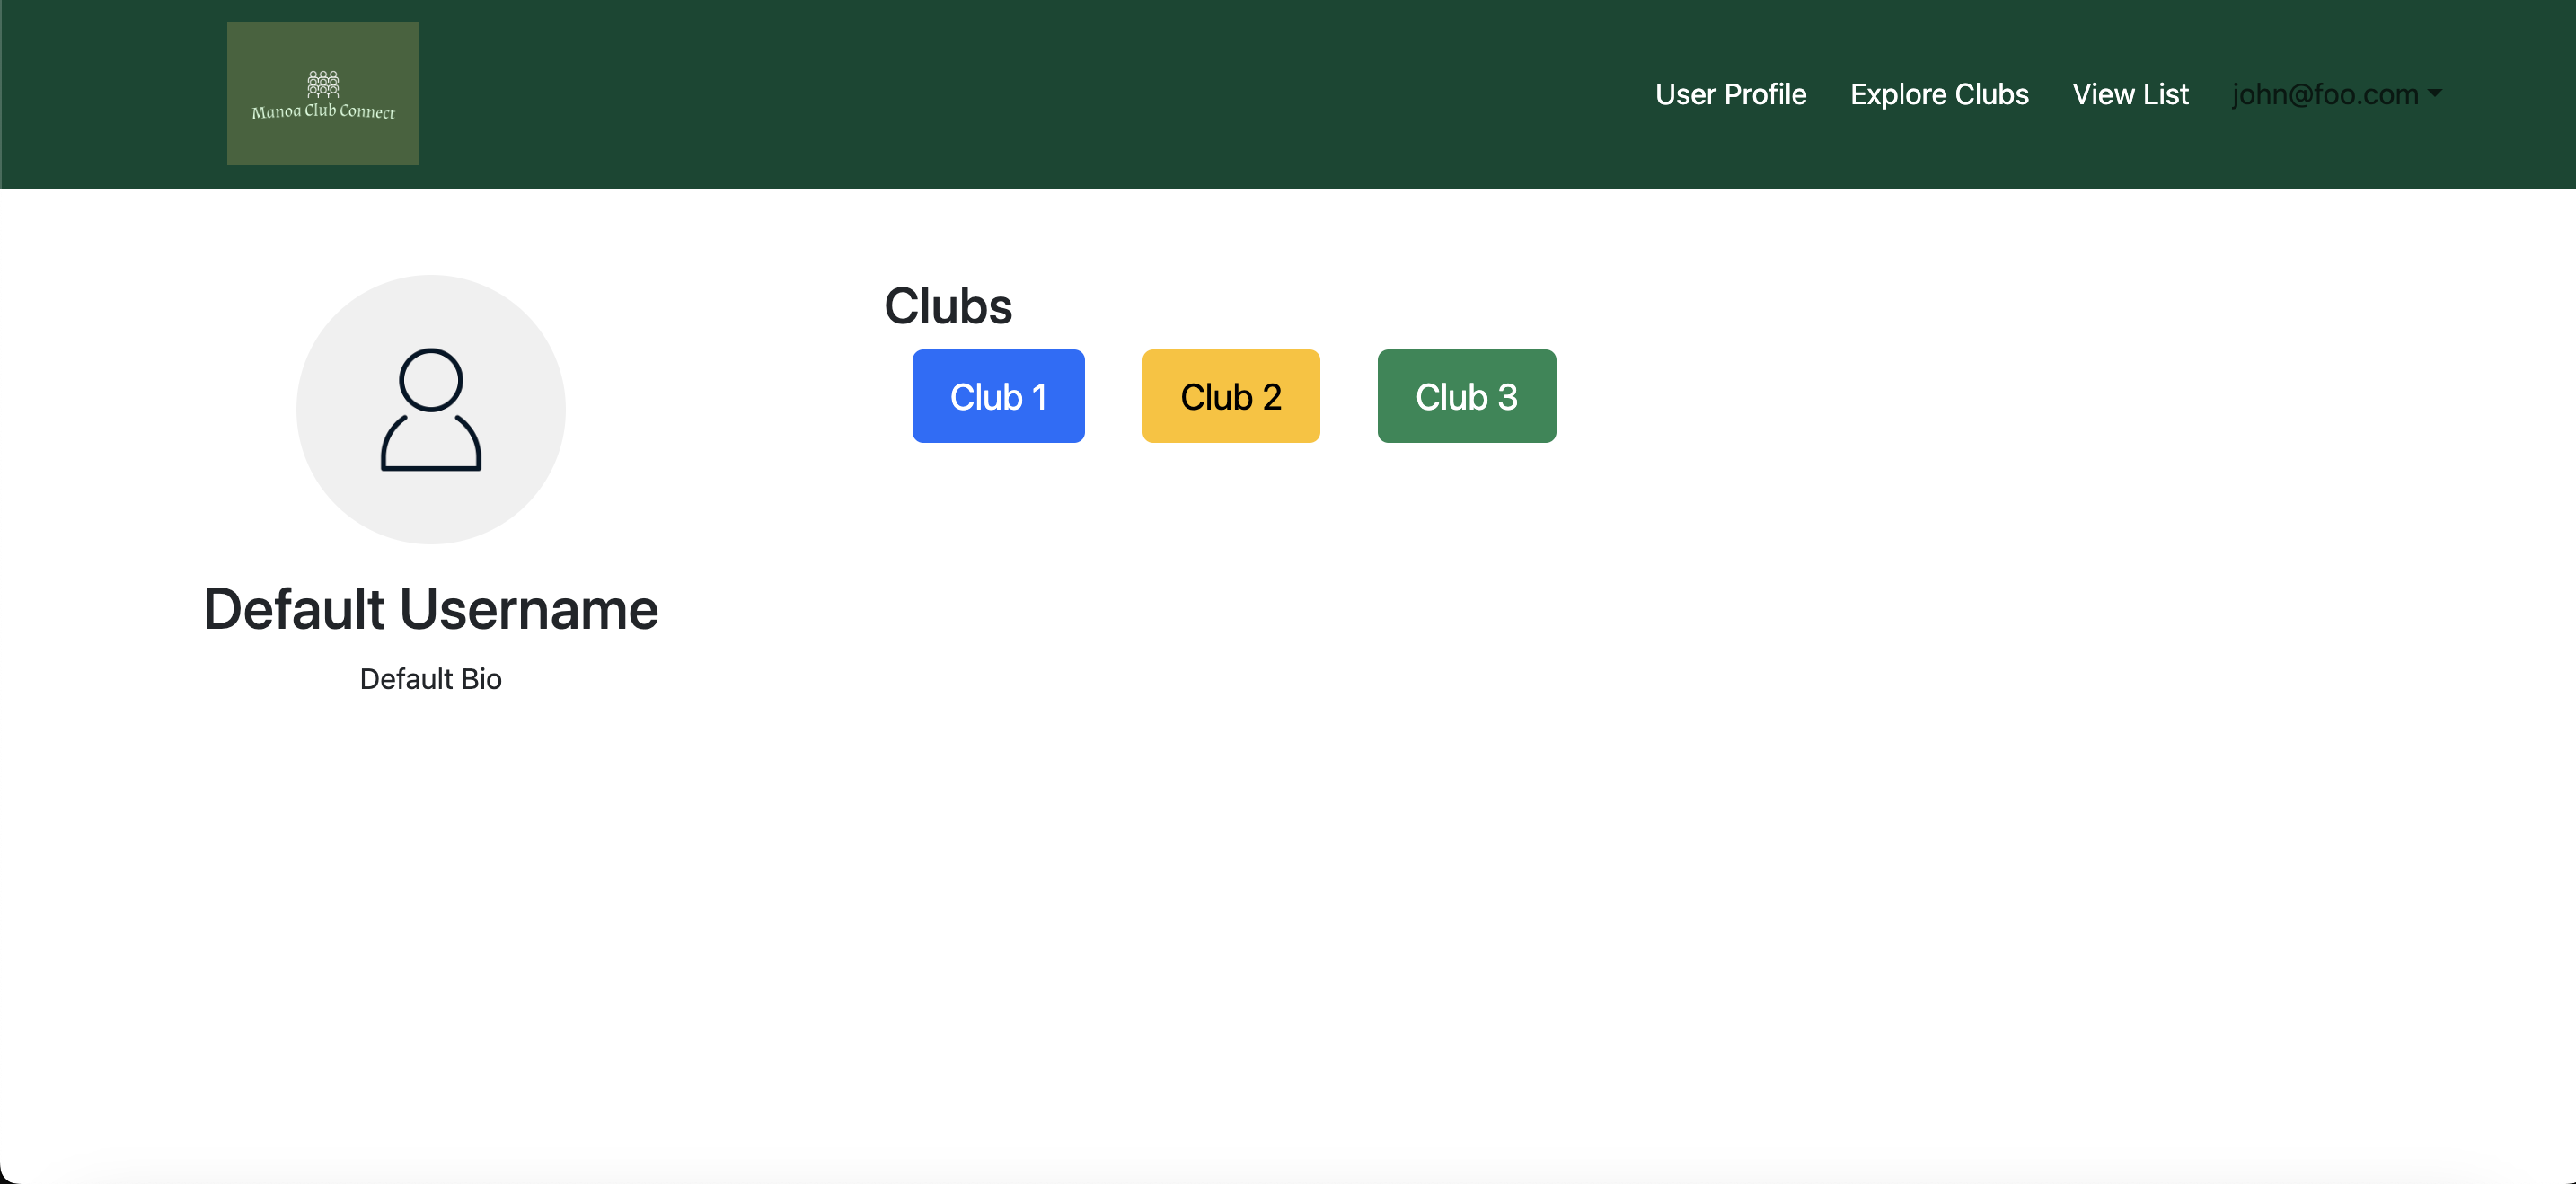 Manoa Club Connect
User Profile Explore Clubs View List john@foo.com
Clubs
Club 1 Club 2 Club 3
Default Username
Default Bio